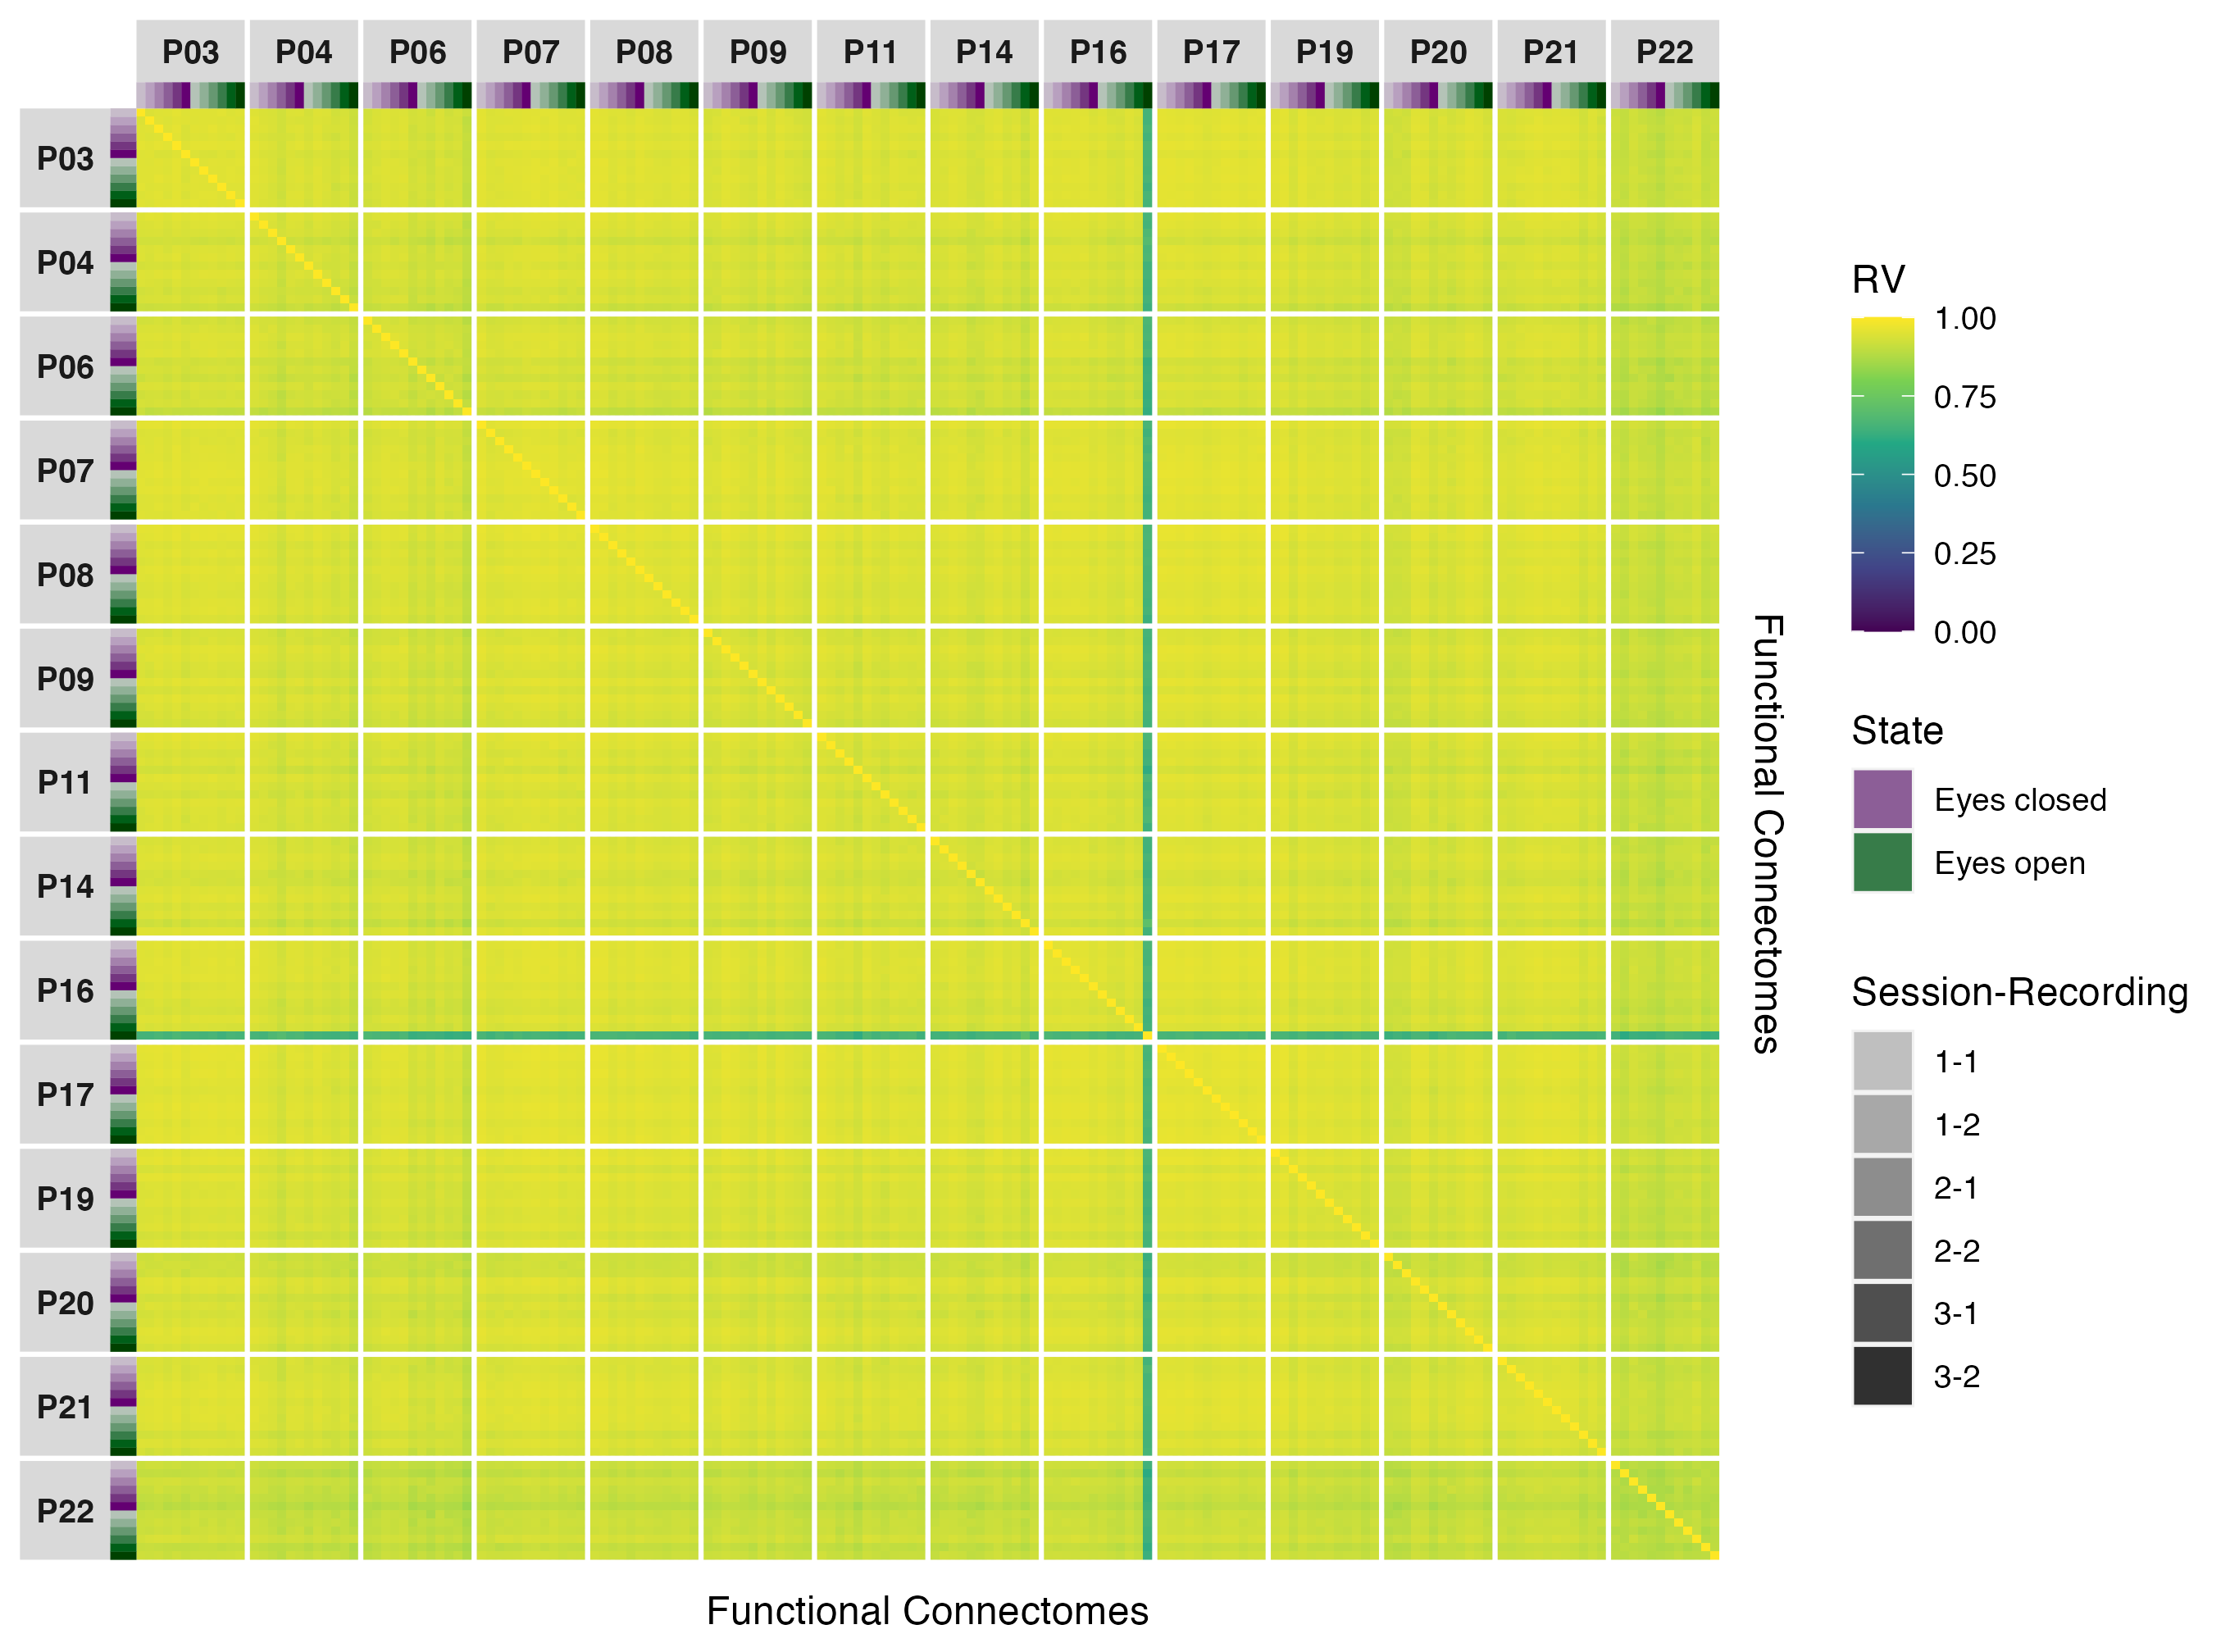 P03 P04 P06 P07 P08 P09 P11 P14 P16 P17 P19 P20 P21 P22
P03
P04
P06
P07
P08
P09
P11
P14
P16
P17
P19
P20
P21
P22
Functional Connectomes
Functional Connectomes
RV
1.00
0.75
0.50
0.25
0.00
State
Eyes closed
Eyes open
Session-Recording
1-1
1-2
2-1
2-2
3-1
3-2